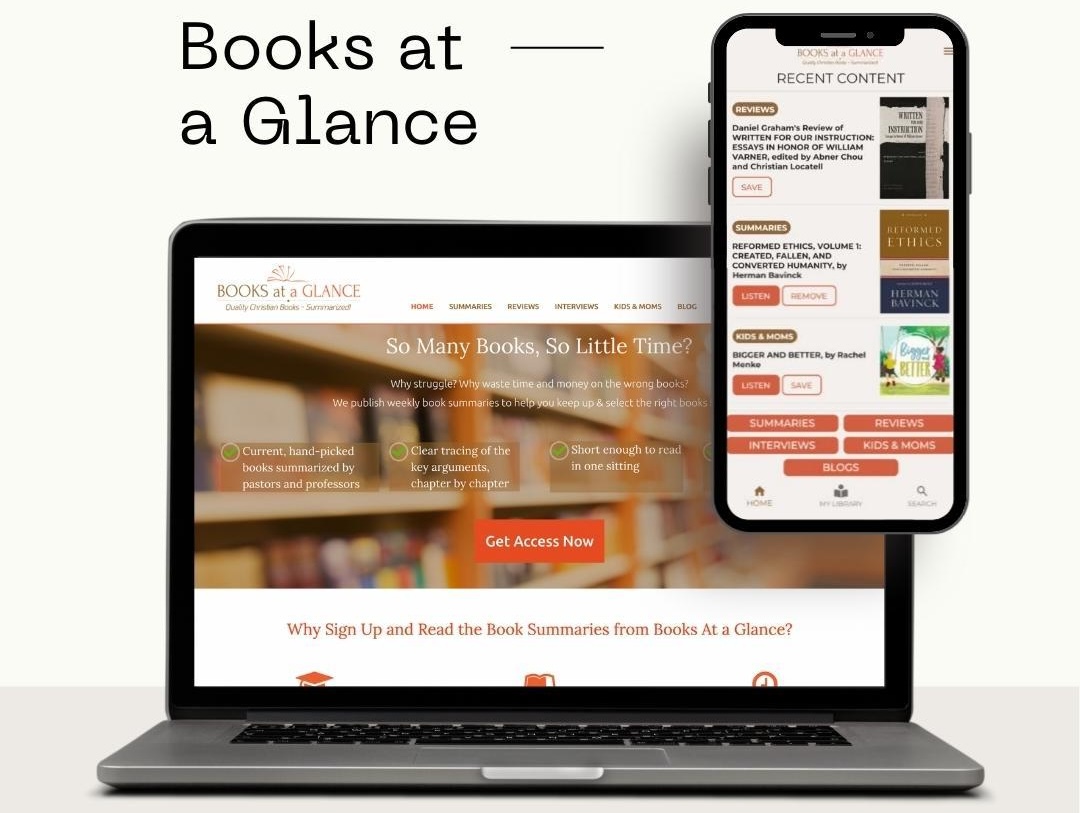 Books at
a Glance
BOOKS at a GLANCE
Quality Christian Books - Summarized!
HOME SUMMARIES REVIEWS INTERVIEWS KIDS & MOMS BLOG
So Many Books, So Little Time?
Why struggle? Why waste time and money on the wrong books?
We publish weekly book summaries to help you keep up & select the right books
Current, hand-picked
books summarized by
pastors and professors
Clear tracing of the
key arguments,
chapter by chapter
Short enough to read
in one sitting
Get Access Now
Why Sign Up and Read the Book Summaries from Books At a Glance?
BOOKS at a GLANCE
Quality Christian Books - Summarized!
RECENT CONTENT
REVIEWS
Daniel Graham's Review of
WRITTEN FOR OUR INSTRUCTION:
ESSAYS IN HONOR OF WILLIAM
VARNER, edited by Abner Chou
and Christian Locatell
SAVE
WRITTEN
FOR OUR
INSTRUCTION
SUMMARIES
REFORMED ETHICS, VOLUME 1:
CREATED, FALLEN, AND
CONVERTED HUMANITY, by
Herman Bavinck
LISTEN REMOVE
REFORMED
ETHICS
HERMAN
BAVINCK
KIDS & MOMS
BIGGER AND BETTER, by Rachel
Monke
LISTEN SAVE
Bigger
and
BETTER
SUMMARIES REVIEWS
INTERVIEWS KIDS & MOMS
BLOGS
HOME MY LIBRARY SEARCH